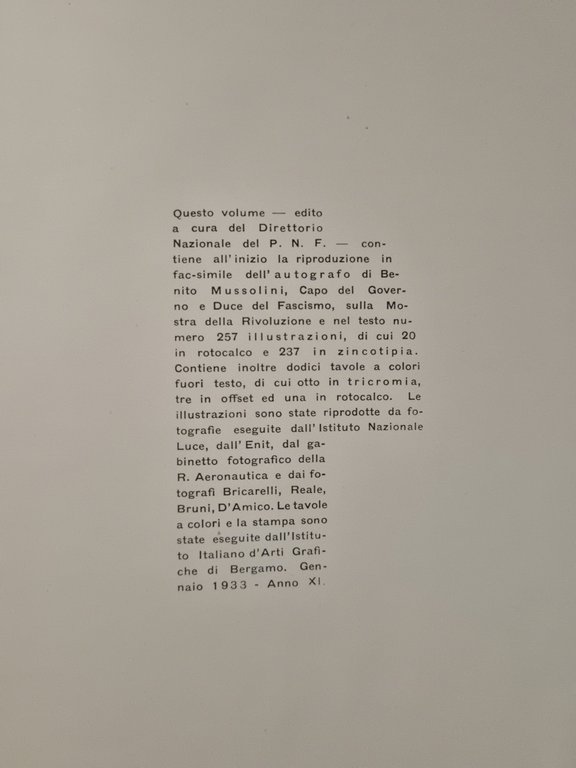 Questo volume — edito
a cura del Direttorio
Nazionale del P. N. F. — con-
tiene all'inizio la riproduzione in
fac-simile dell'autografo di Be-
nito Mussolini, Capo del Gover-
no e Duce del Fascismo, sulla Mo-
stra della Rivoluzione e nel testo nu-
mero 257 illustrazioni, di cui 20
in rotocalco e 237 in zincotipia.
Contiene inoltre dodici tavole a colori
fuori testo, di cui otto in tricromia,
tre in offset ed una in rotocalco. Le
illustrazioni sono state riprodotte da fo-
tografie eseguite dall'Istituto Nazionale
Luce, dall'Enit, dal ga-
binetto fotografico della
R. Aeronautica e dai fo-
tografi Bricarelli, Reale,
Bruni, D'Amico. Le tavole
a colori e la stampa sono
state eseguite dall'Istitu-
to Italiano d'Arti Grafi-
che di Bergamo. Gen-
naio 1933 - Anno XI.